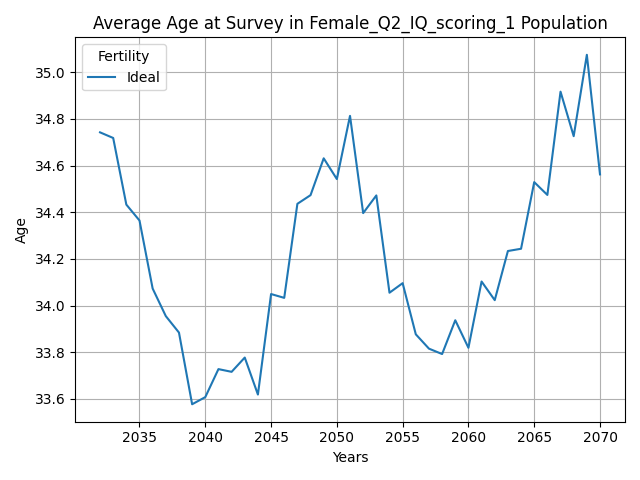 Average Age at Survey in Female_Q2_IQ_scoring_1 Population
Fertility
Ideal
Age
35.0
34.8
34.6
34.4
34.2
34.0
33.8
33.6
2035 2040 2045 2050 2055 2060 2065 2070
Years